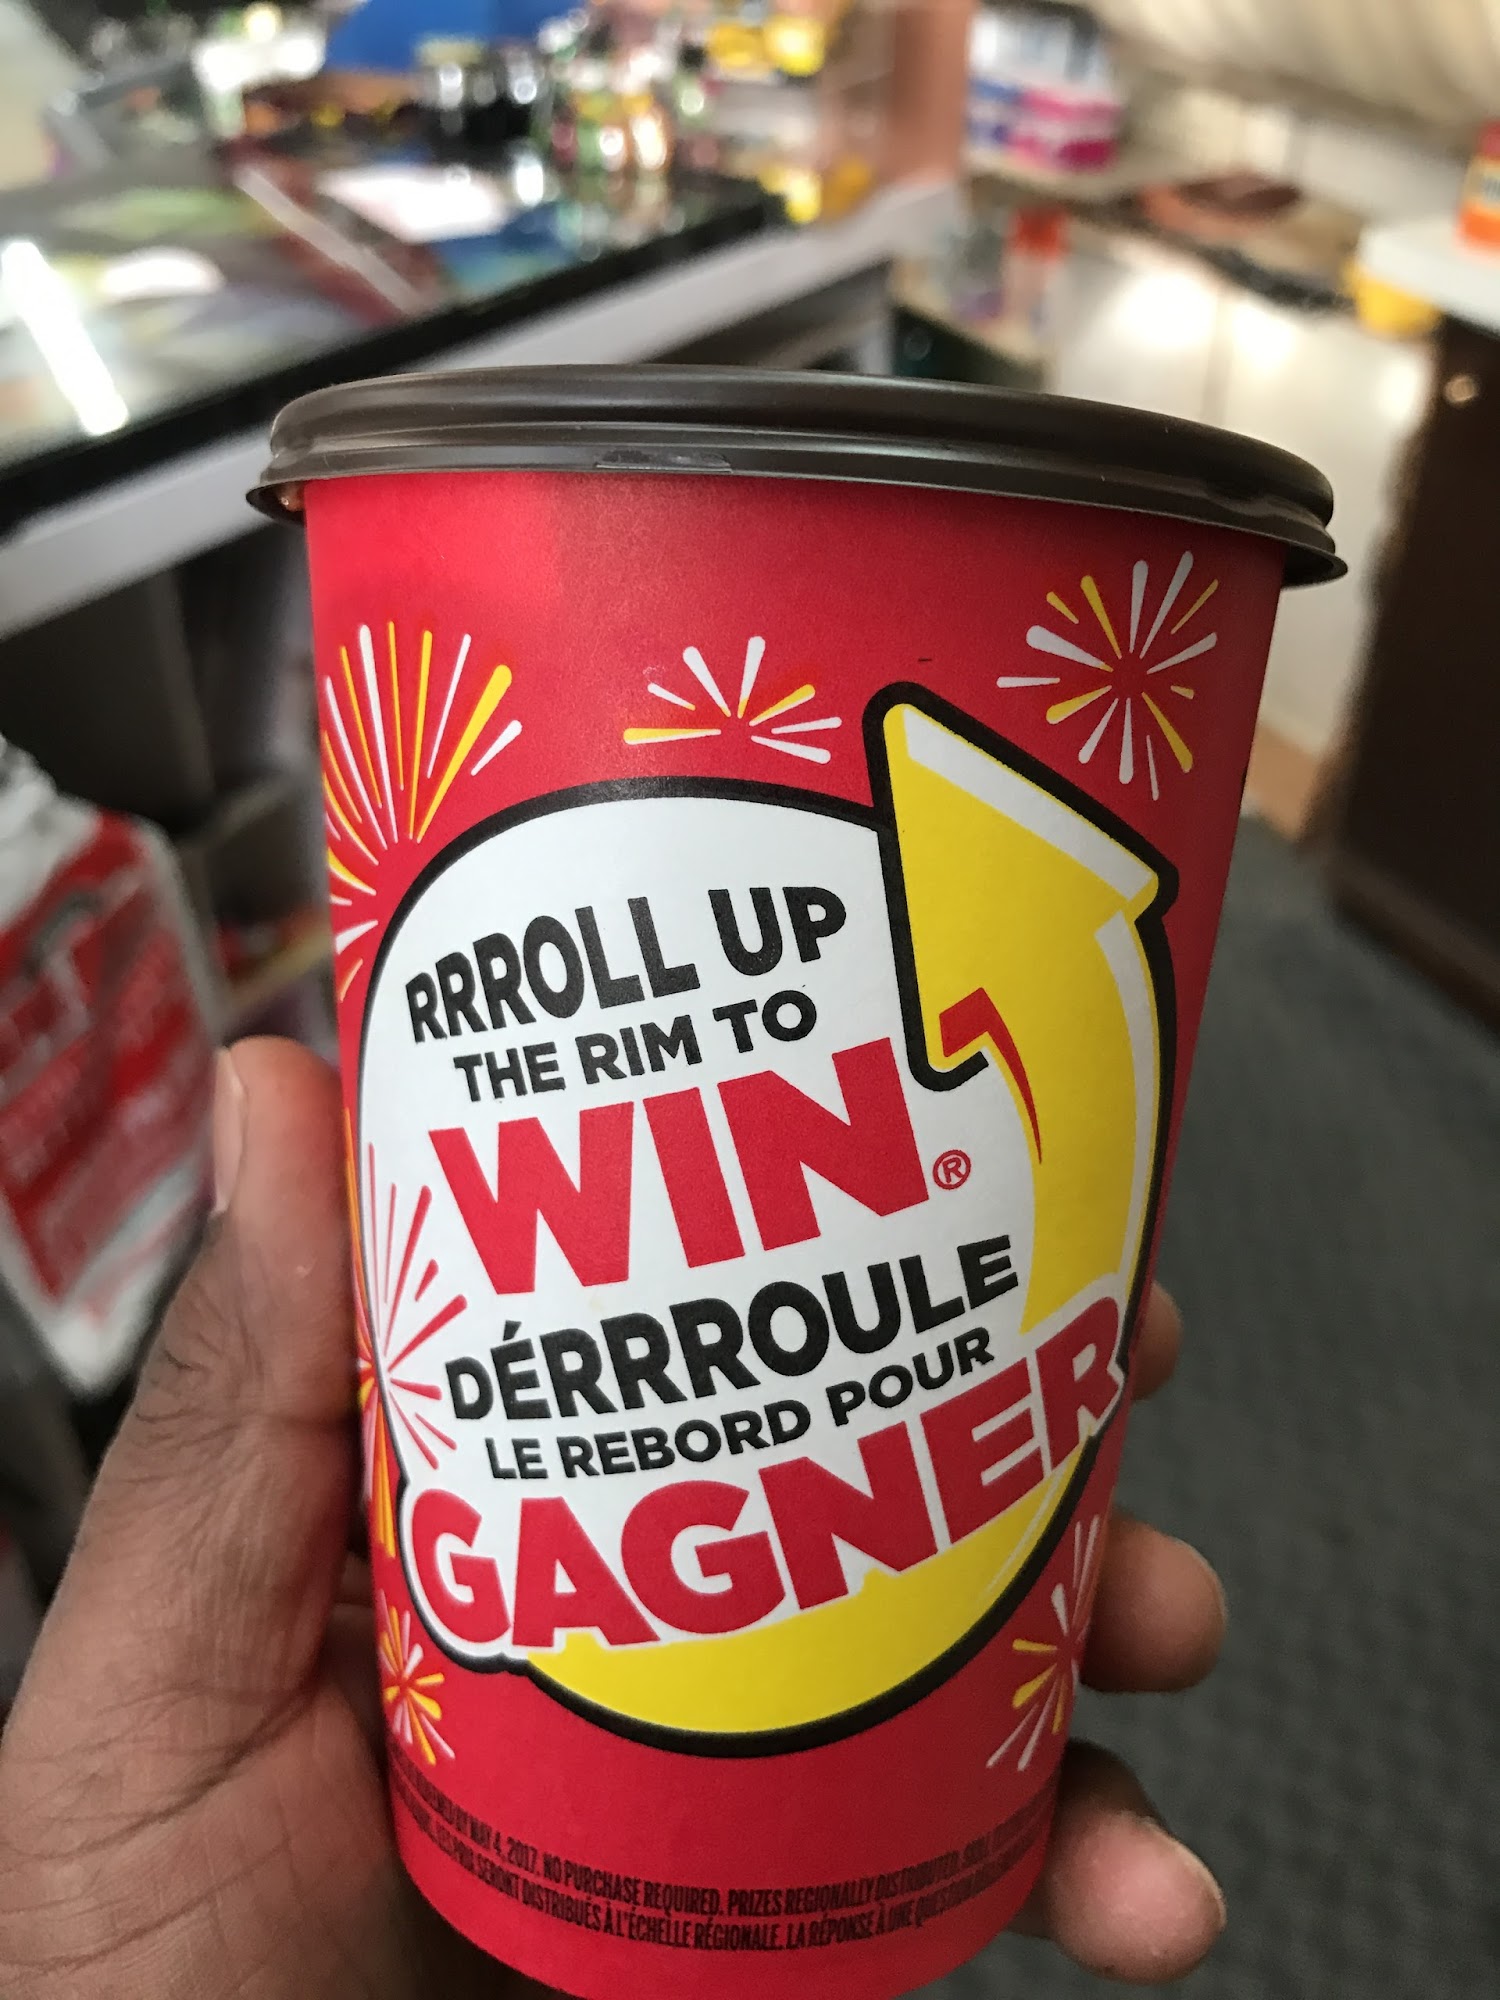 RRROLL UP
THE RIM TO
WIN®
DÉRRROULE
LE REBORD POUR
GAGNER
BY MAY 4, 2017. NO PURCHASE REQUIRED. PRIZES REGIONALLY DISTRIBUTED.
SERONT DISTRIBUÉS À L'ÉCHELLE RÉGIONALE. LA RÉPONSE À UNE QUESTION